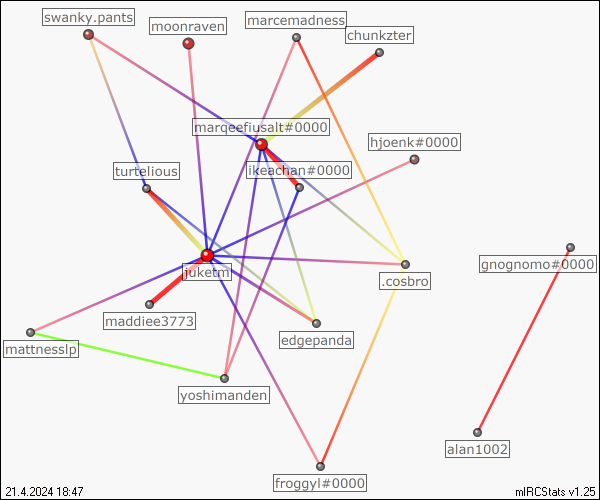 swanky.pants
moonraven
marcemadness
chunkzter
marqeefiusalt#0000
hjoenk#0000
turtelious
ikeachan#0000
gnognomo#0000
juketm
.cosbro
maddiee3773
edgepanda
mattnesslp
yoshimanden
alan1002
froggyl#0000
21.4.2024 18:47
mIRCStats v1.25